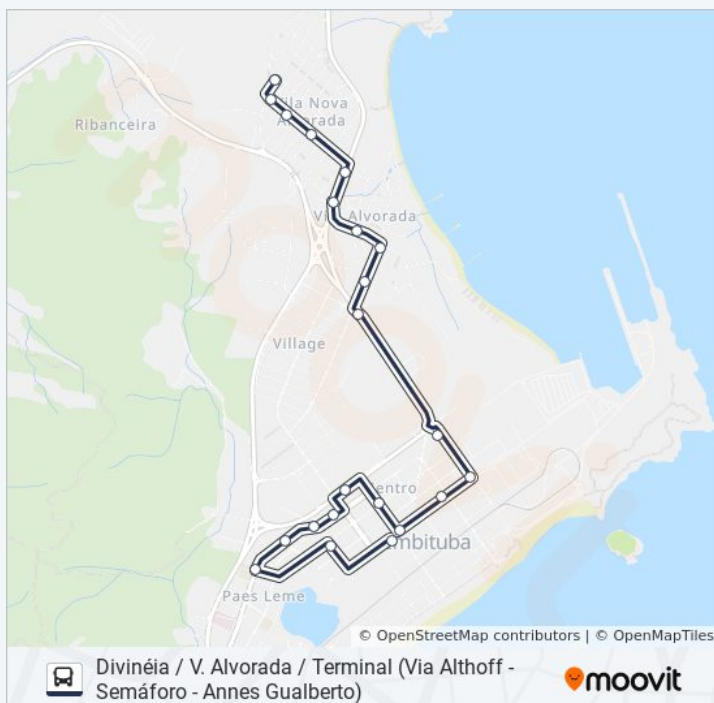 Ribanceira
Vila Nova
Alvorada
Alvorada
Village
Centro
Imbituba
Paes Leme
© OpenStreetMap contributors | © OpenMapTiles
Divinéia / V. Alvorada / Terminal (Via Althoff -
Semáforo - Annes Gualberto)
moovit